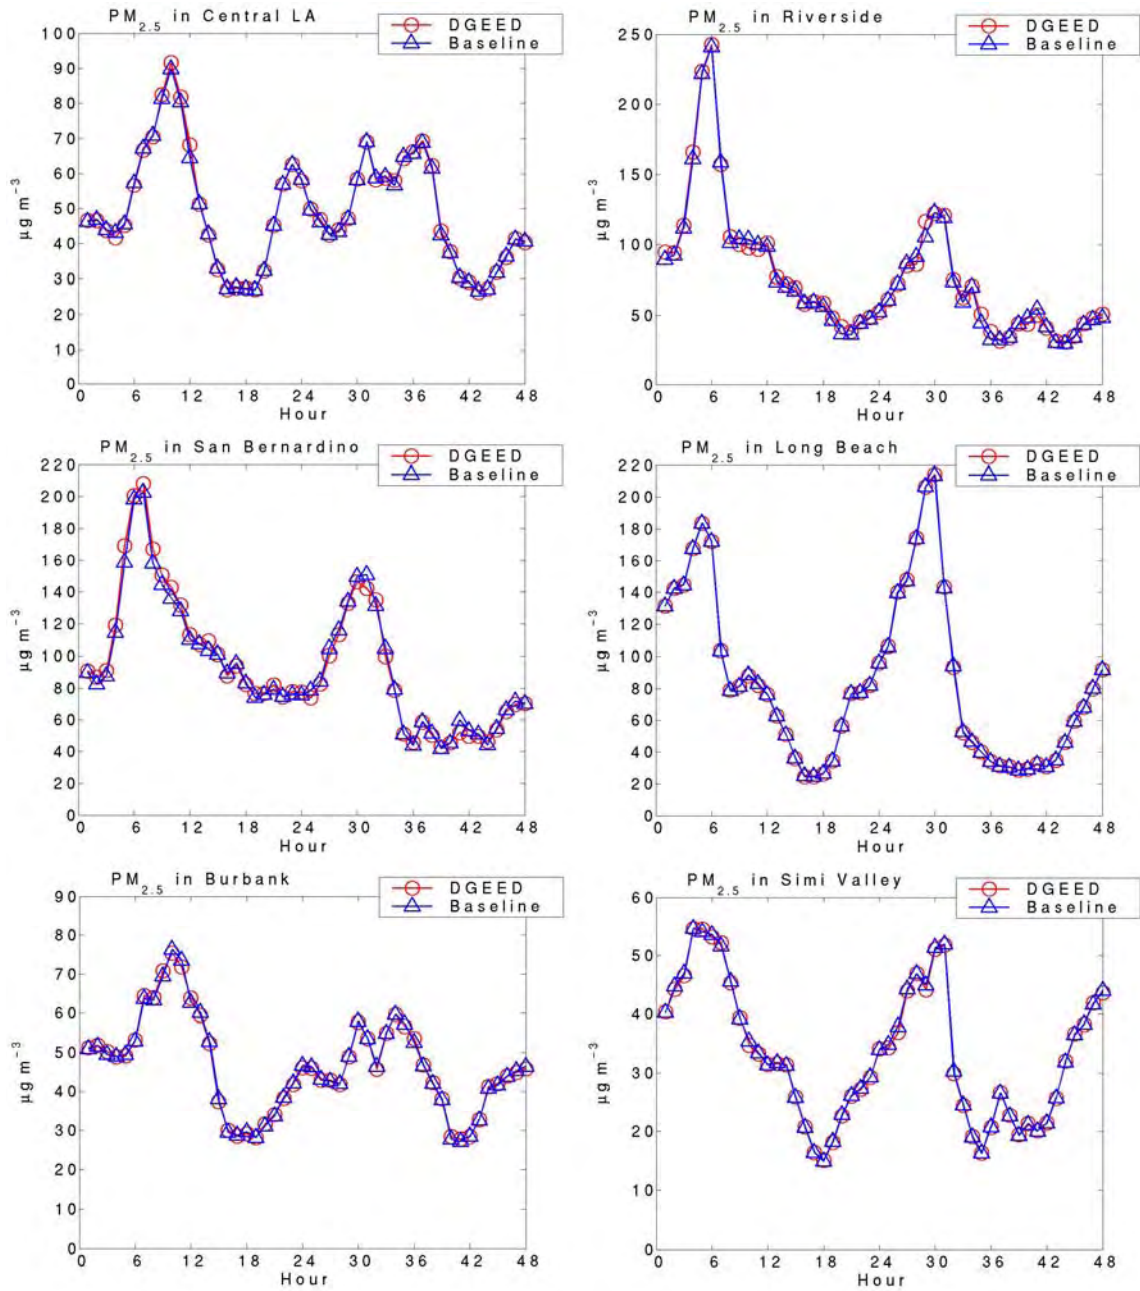 PM2.5 in Central LA
DGEED
Baseline
100
90
80
70
60
50
40
30
20
10
0
μg m−3
0 6 12 18 24 30 36 42 48
Hour
PM2.5 in Riverside
DGEED
Baseline
250
200
150
100
50
0
μg m−3
0 6 12 18 24 30 36 42 48
Hour
PM2.5 in San Bernardino
DGEED
Baseline
220
200
180
160
140
120
100
80
60
40
20
0
μg m−3
0 6 12 18 24 30 36 42 48
Hour
PM2.5 in Long Beach
DGEED
Baseline
220
200
180
160
140
120
100
80
60
40
20
0
μg m−3
0 6 12 18 24 30 36 42 48
Hour
PM2.5 in Burbank
DGEED
Baseline
90
80
70
60
50
40
30
20
10
0
μg m−3
0 6 12 18 24 30 36 42 48
Hour
PM2.5 in Simi Valley
DGEED
Baseline
60
50
40
30
20
10
0
μg m−3
0 6 12 18 24 30 36 42 48
Hour